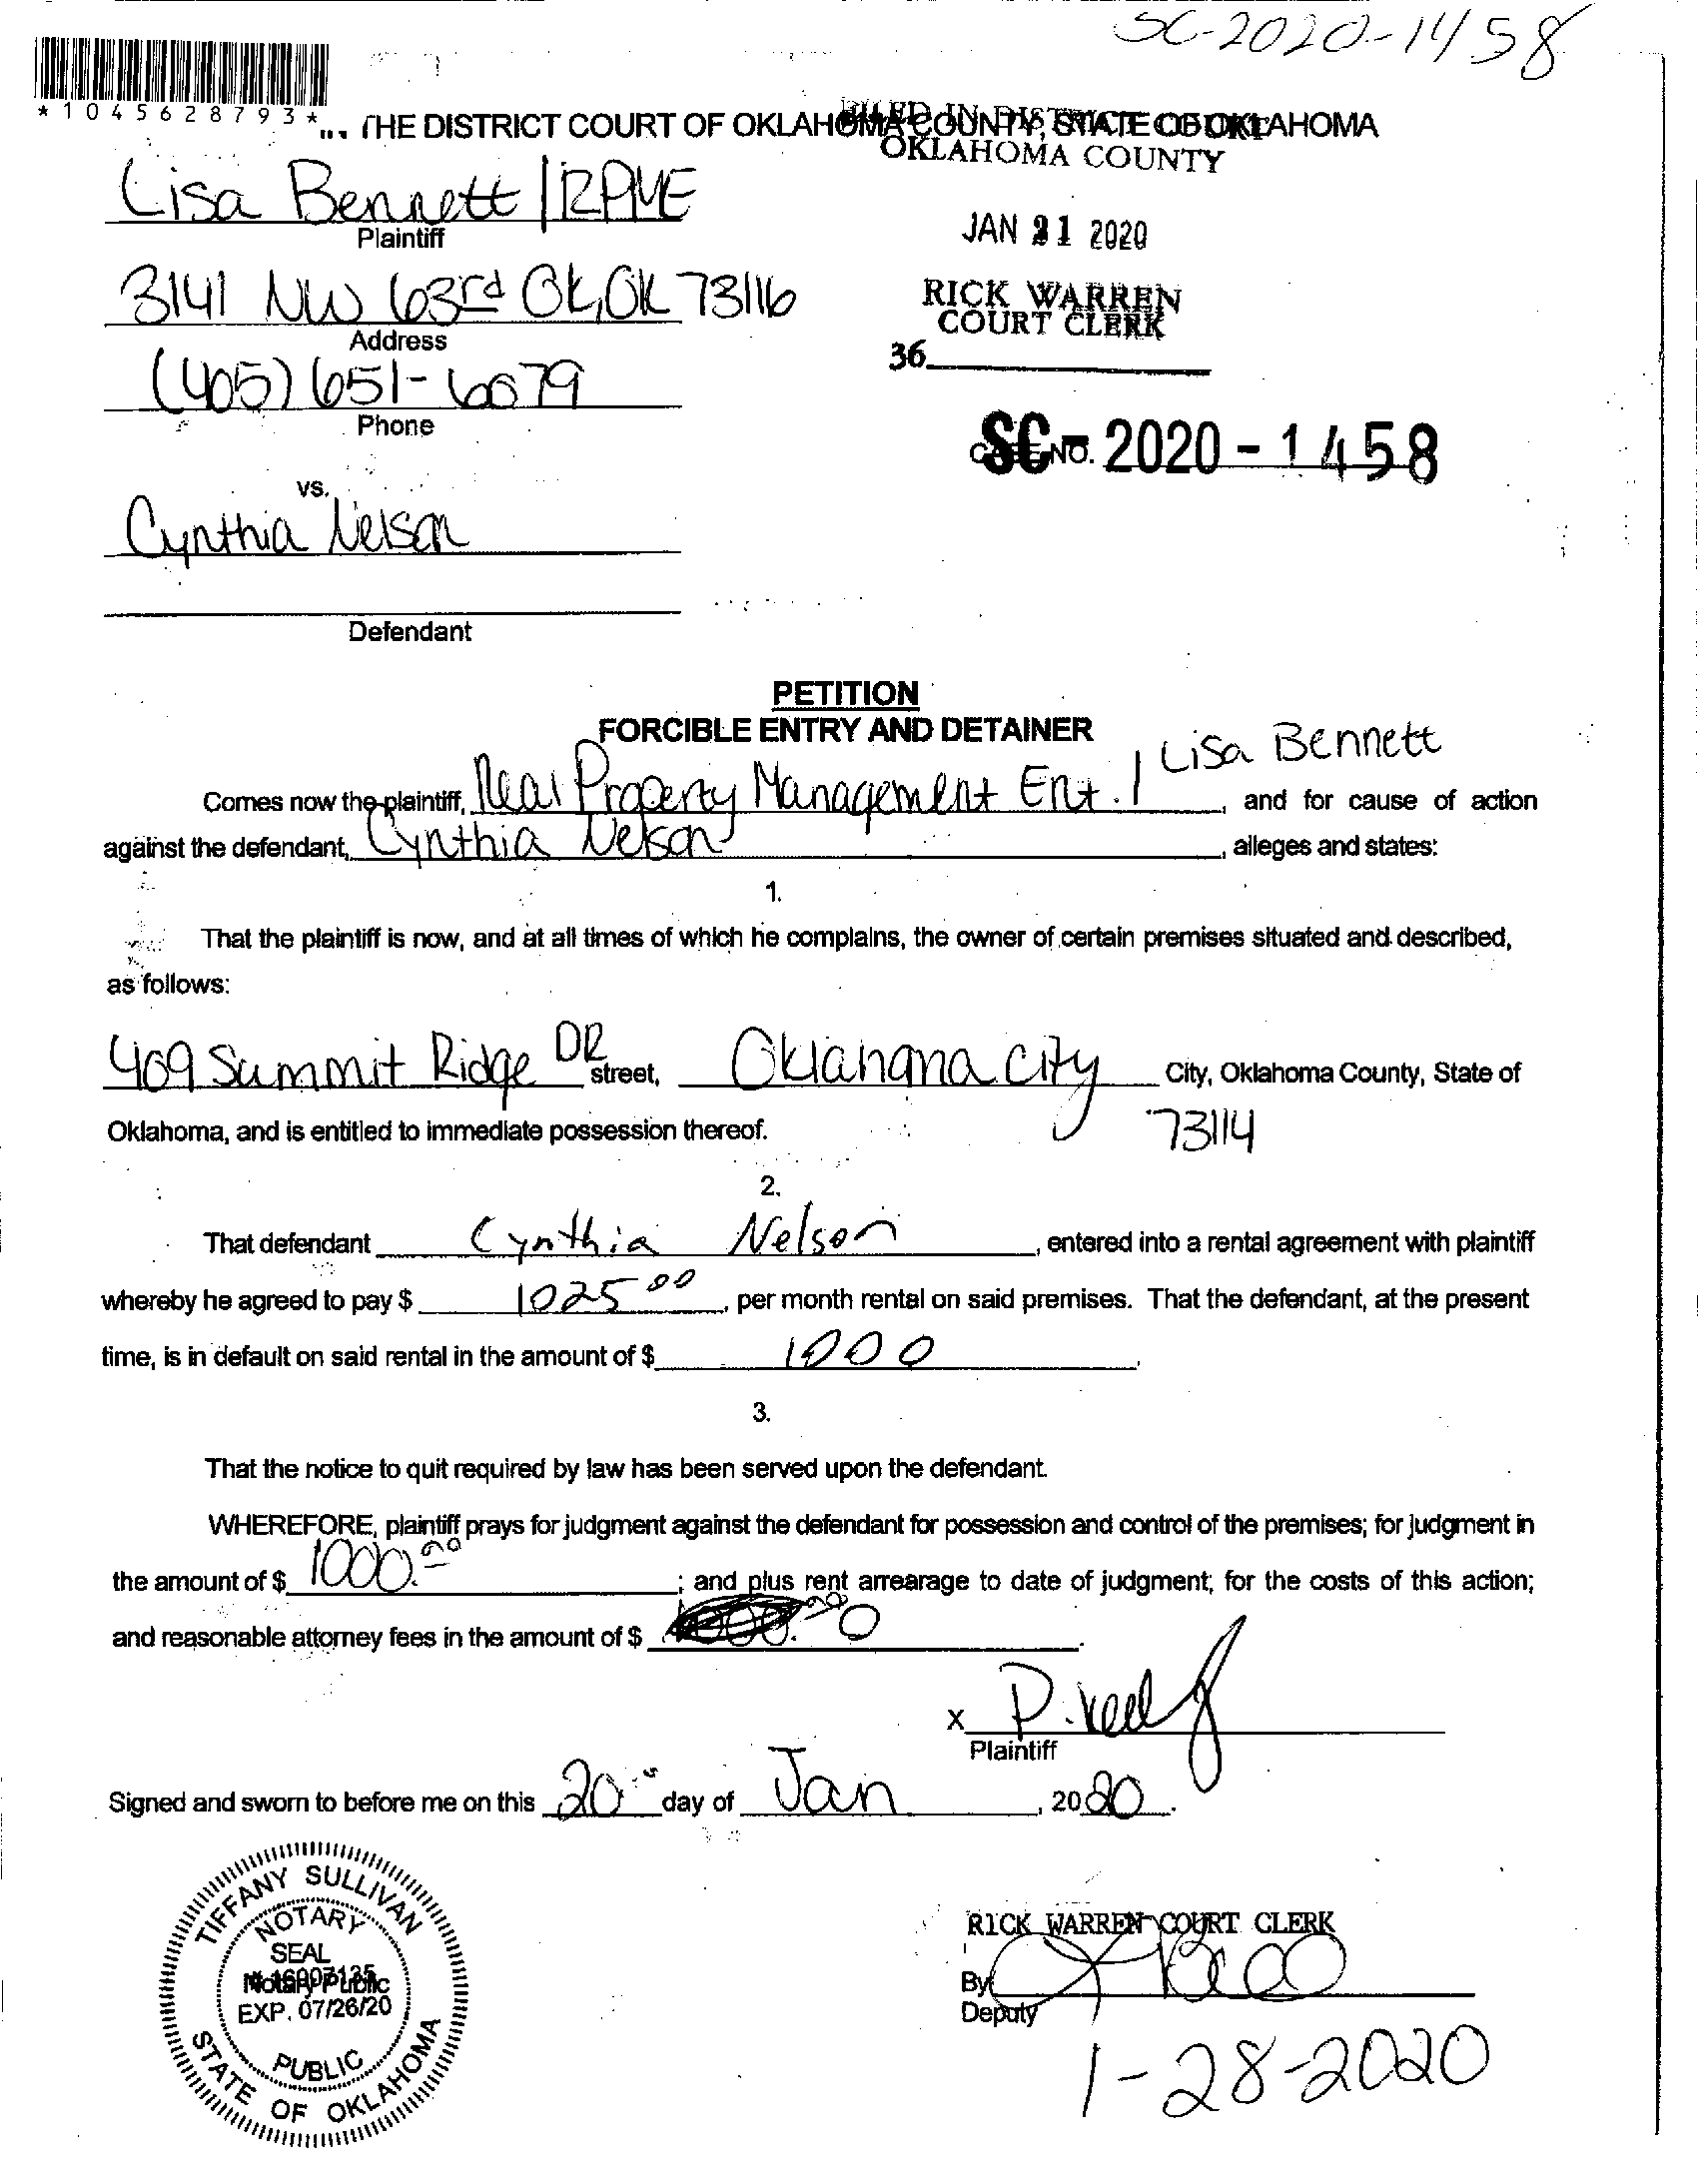 SC-2020-1458
*1045628793*
THE DISTRICT COURT OF OKLAHOMA COUNTY, STATE OF OKLAHOMA
FILED IN DISTRICT COURT
OKLAHOMA COUNTY
Lisa Bennett / RPME
Plaintiff
JAN 21 2020
3141 NW 63rd OK, OK 73116
RICK WARREN
COURT CLERK
Address
36
(405) 651-6679
Phone
CASE NO. SC-2020-1458
vs.
Cynthia Nelson
Defendant
PETITION
FORCIBLE ENTRY AND DETAINER
Comes now the plaintiff, Real Property Management Ent. / Lisa Bennett, and for cause of action
against the defendant, Cynthia Nelson, alleges and states:
1.
That the plaintiff is now, and at all times of which he complains, the owner of certain premises situated and described,
as follows:
409 Summit Ridge DR street, Oklahoma City City, Oklahoma County, State of
Oklahoma, and is entitled to immediate possession thereof. 73114
2.
That defendant Cynthia Nelson, entered into a rental agreement with plaintiff
whereby he agreed to pay $ 1025 00, per month rental on said premises. That the defendant, at the present
time, is in default on said rental in the amount of $ 1000.
3.
That the notice to quit required by law has been served upon the defendant.
WHEREFORE, plaintiff prays for judgment against the defendant for possession and control of the premises; for judgment in
the amount of $ 1000.00; and plus rent arrearage to date of judgment; for the costs of this action;
and reasonable attorney fees in the amount of $ 0.
X
Plaintiff
Signed and sworn to before me on this 20 day of Jan, 2020.
TIFFANY SULLIVAN
NOTARY
SEAL
# 16007135
Notary Public
EXP. 07/26/20
PUBLIC
STATE OF OKLAHOMA
RICK WARREN COURT CLERK
By
Deputy
1-28-2020